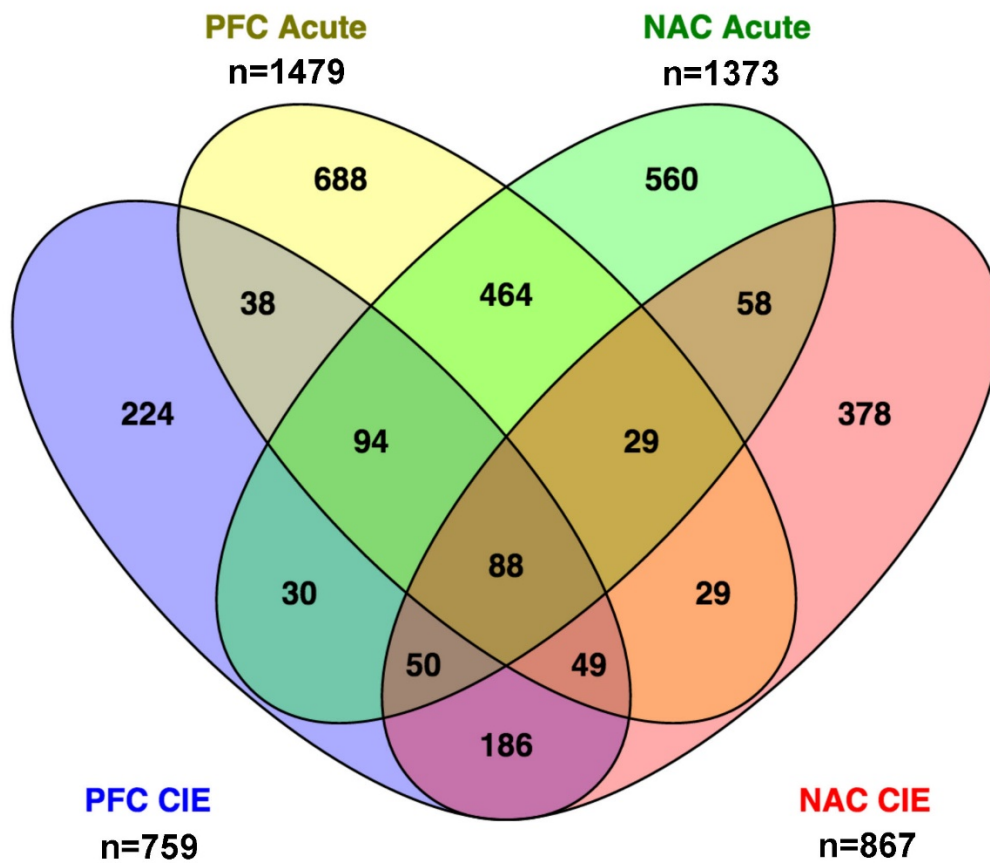 PFC Acute
n=1479
NAC Acute
n=1373
688
560
38
464
58
224
94
29
378
30
88
29
50
49
186
PFC CIE
n=759
NAC CIE
n=867